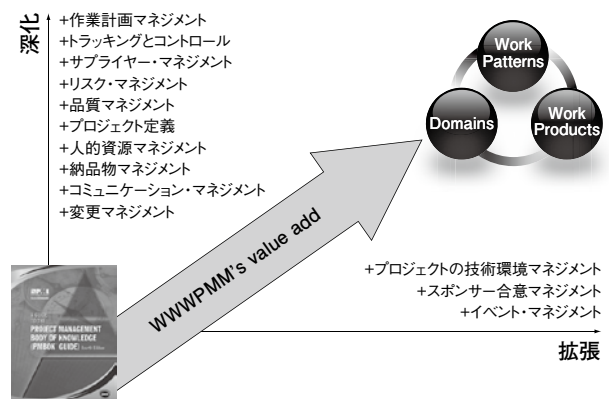 深化
+作業計画マネジメント
+トラッキングとコントロール
+サプライヤー・マネジメント
+リスク・マネジメント
+品質マネジメント
+プロジェクト定義
+人的資源マネジメント
+納品物マネジメント
+コミュニケーション・マネジメント
+変更マネジメント
Work
Patterns
Domains
Work
Products
WWWPMM's value add
+プロジェクトの技術環境マネジメント
+スポンサー合意マネジメント
+イベント・マネジメント
拡張
PROJECT MANAGEMENT
BODY OF KNOWLEDGE
(PMBOK GUIDE)